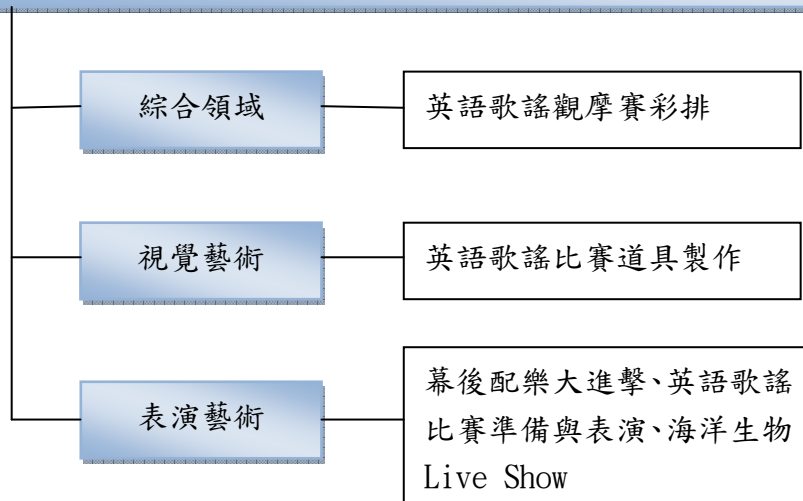 綜合領域
英語歌謠觀摩賽彩排
視覺藝術
英語歌謠比賽道具製作
表演藝術
幕後配樂大進擊、英語歌謠
比賽準備與表演、海洋生物
Live Show